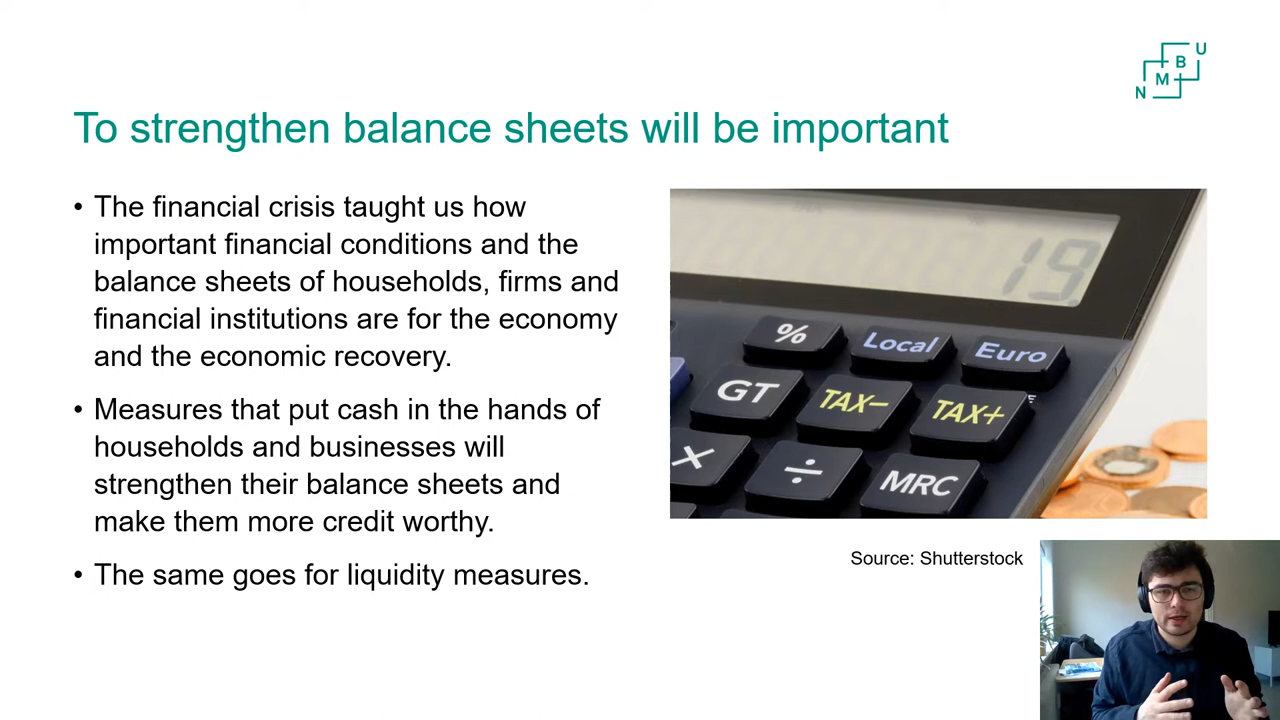 N M B U
To strengthen balance sheets will be important
• The financial crisis taught us how
important financial conditions and the
balance sheets of households, firms and
financial institutions are for the economy
and the economic recovery.
• Measures that put cash in the hands of
households and businesses will
strengthen their balance sheets and
make them more credit worthy.
• The same goes for liquidity measures.
19.
% Local Euro
GT TAX− TAX+
X ÷ MRC
Source: Shutterstock